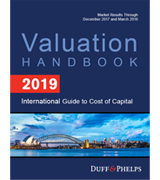 Market Results Through
December 2017 and March 2018
Valuation
HANDBOOK
2019
International Guide to Cost of Capital
DUFF&PHELPS